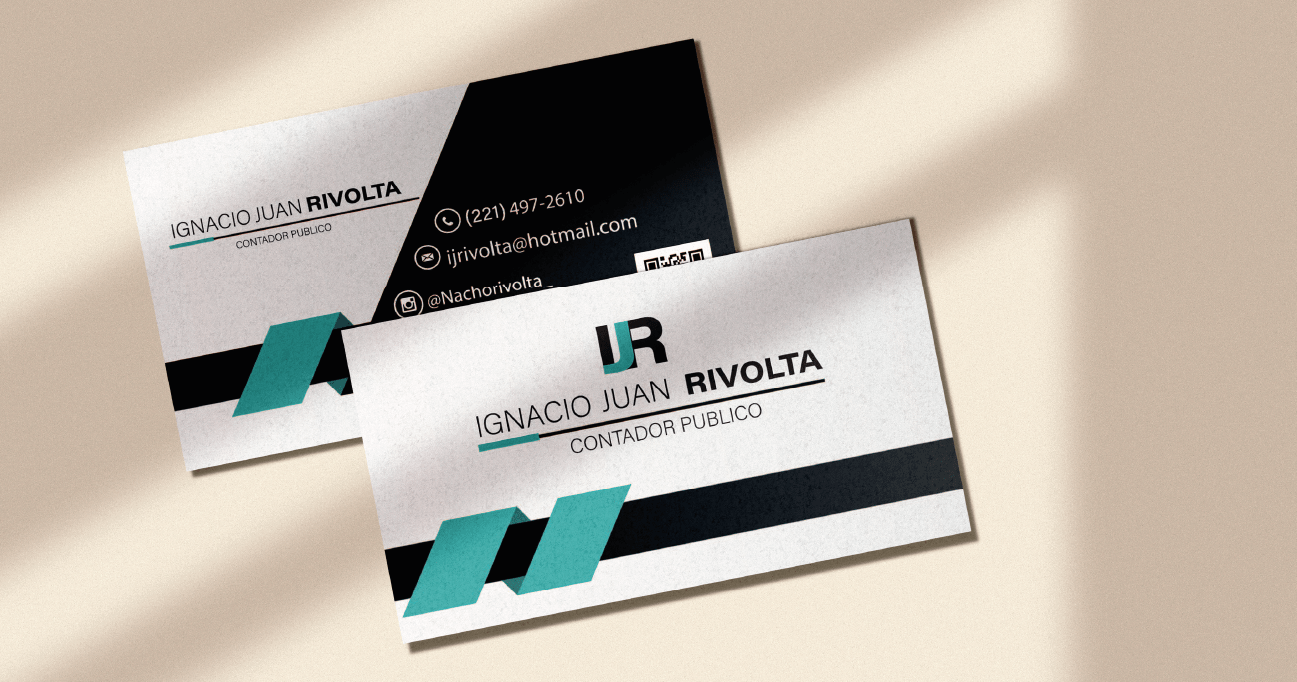 IGNACIO JUAN RIVOLTA
CONTADOR PUBLICO
(221) 497-2610
ijrivolta@hotmail.com
@Nachorivolta_
IJR
IGNACIO JUAN RIVOLTA
CONTADOR PUBLICO